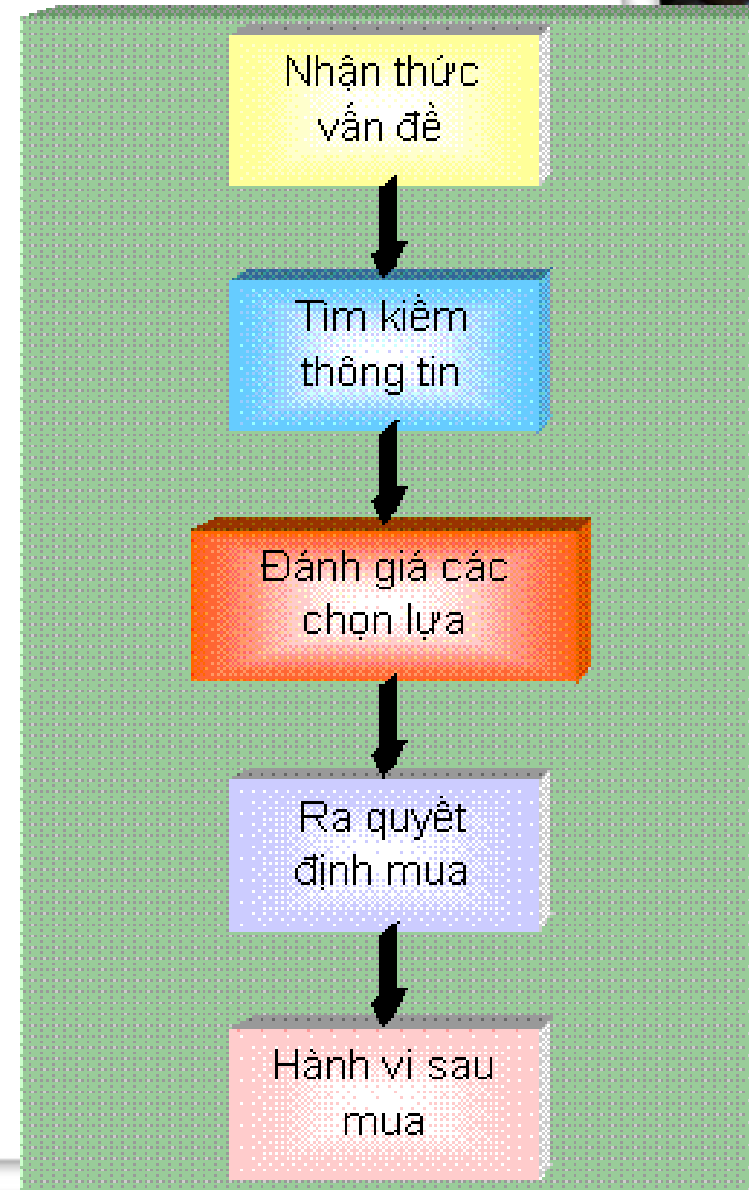 Nhận thức
vấn đề
Tìm kiếm
thông tin
Đánh giá các
chọn lựa
Ra quyết
định mua
Hành vi sau
mua